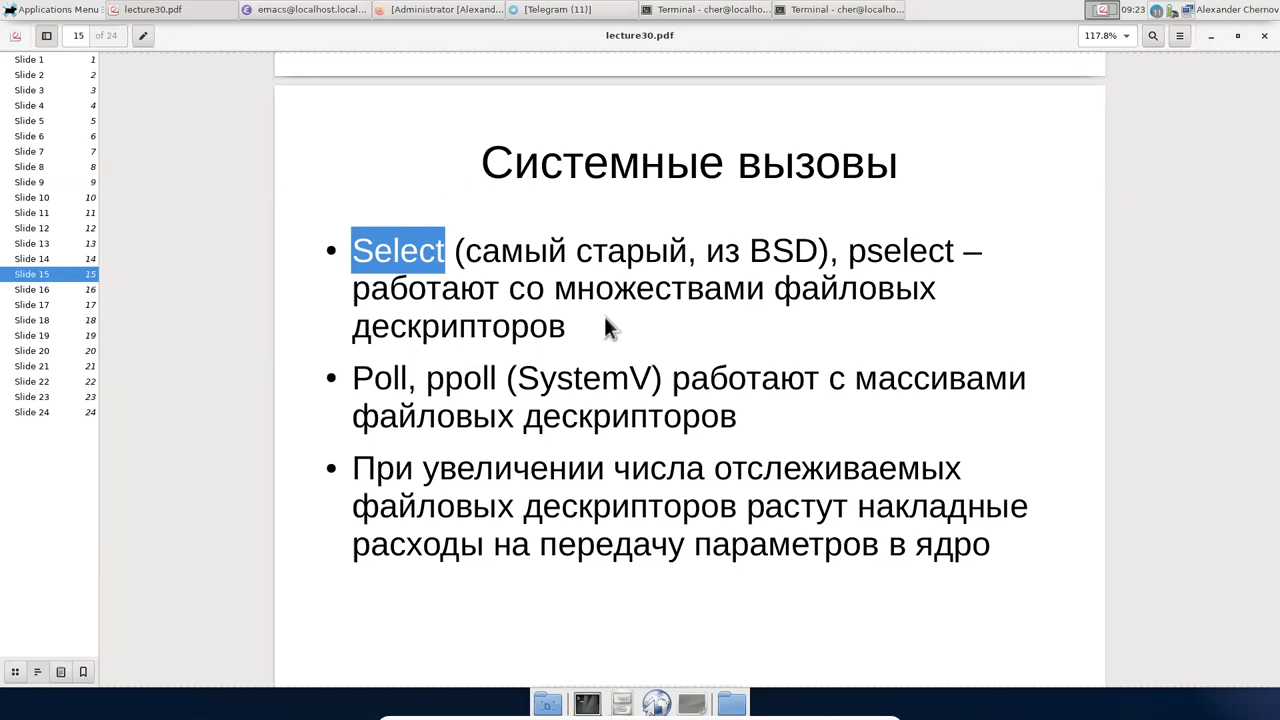 Applications Menu
lecture30.pdf
emacs@localhost.local...
[Administrator [Alexand...
[Telegram (11)]
Terminal - cher@localho...
Terminal - cher@localho...
09:23
11
Alexander Chernov
15 of 24
lecture30.pdf
117.8%
Slide 1 1
Slide 2 2
Slide 3 3
Slide 4 4
Slide 5 5
Slide 6 6
Slide 7 7
Slide 8 8
Slide 9 9
Slide 10 10
Slide 11 11
Slide 12 12
Slide 13 13
Slide 14 14
Slide 15 15
Slide 16 16
Slide 17 17
Slide 18 18
Slide 19 19
Slide 20 20
Slide 21 21
Slide 22 22
Slide 23 23
Slide 24 24
Системные вызовы
• Select (самый старый, из BSD), pselect –
работают со множествами файловых
дескрипторов
• Poll, ppoll (SystemV) работают с массивами
файловых дескрипторов
• При увеличении числа отслеживаемых
файловых дескрипторов растут накладные
расходы на передачу параметров в ядро